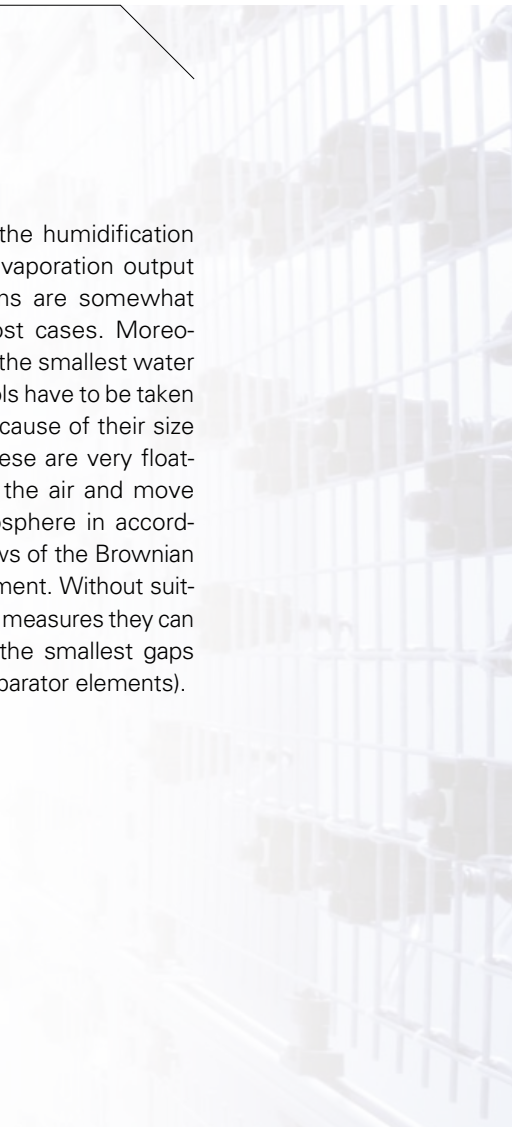 the humidification
vaporation output
ns are somewhat
ost cases. Moreo-
the smallest water
ols have to be taken
cause of their size
ese are very float-
the air and move
osphere in accord-
ws of the Brownian
ment. Without suit-
measures they can
the smallest gaps
parator elements).